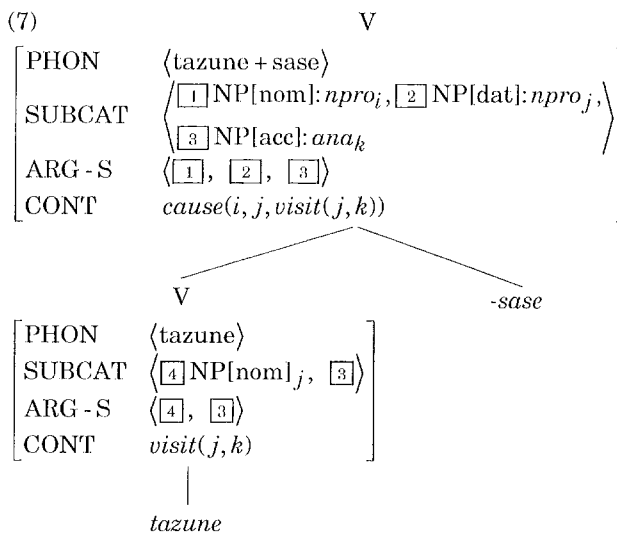 (7) V
PHON ⟨tazune + sase⟩
SUBCAT ⟨[1]NP[nom]: npro_i, [2]NP[dat]: npro_j,
[3]NP[acc]: ana_k⟩
ARG - S ⟨[1], [2], [3]⟩
CONT cause(i, j, visit(j, k))
V -sase
PHON ⟨tazune⟩
SUBCAT ⟨[4]NP[nom]_j, [3]⟩
ARG - S ⟨[4], [3]⟩
CONT visit(j, k)
tazune